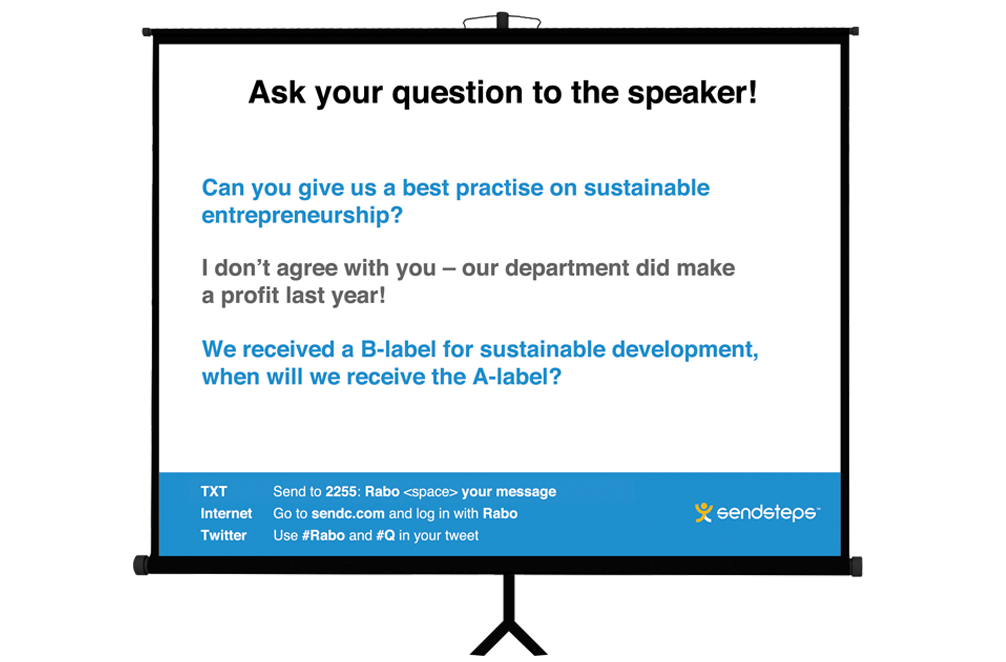 Ask your question to the speaker!
Can you give us a best practise on sustainable
entrepreneurship?
I don’t agree with you – our department did make
a profit last year!
We received a B-label for sustainable development,
when will we receive the A-label?
TXT Send to 2255: Rabo <space> your message
Internet Go to sendc.com and log in with Rabo
Twitter Use #Rabo and #Q in your tweet
sendsteps™